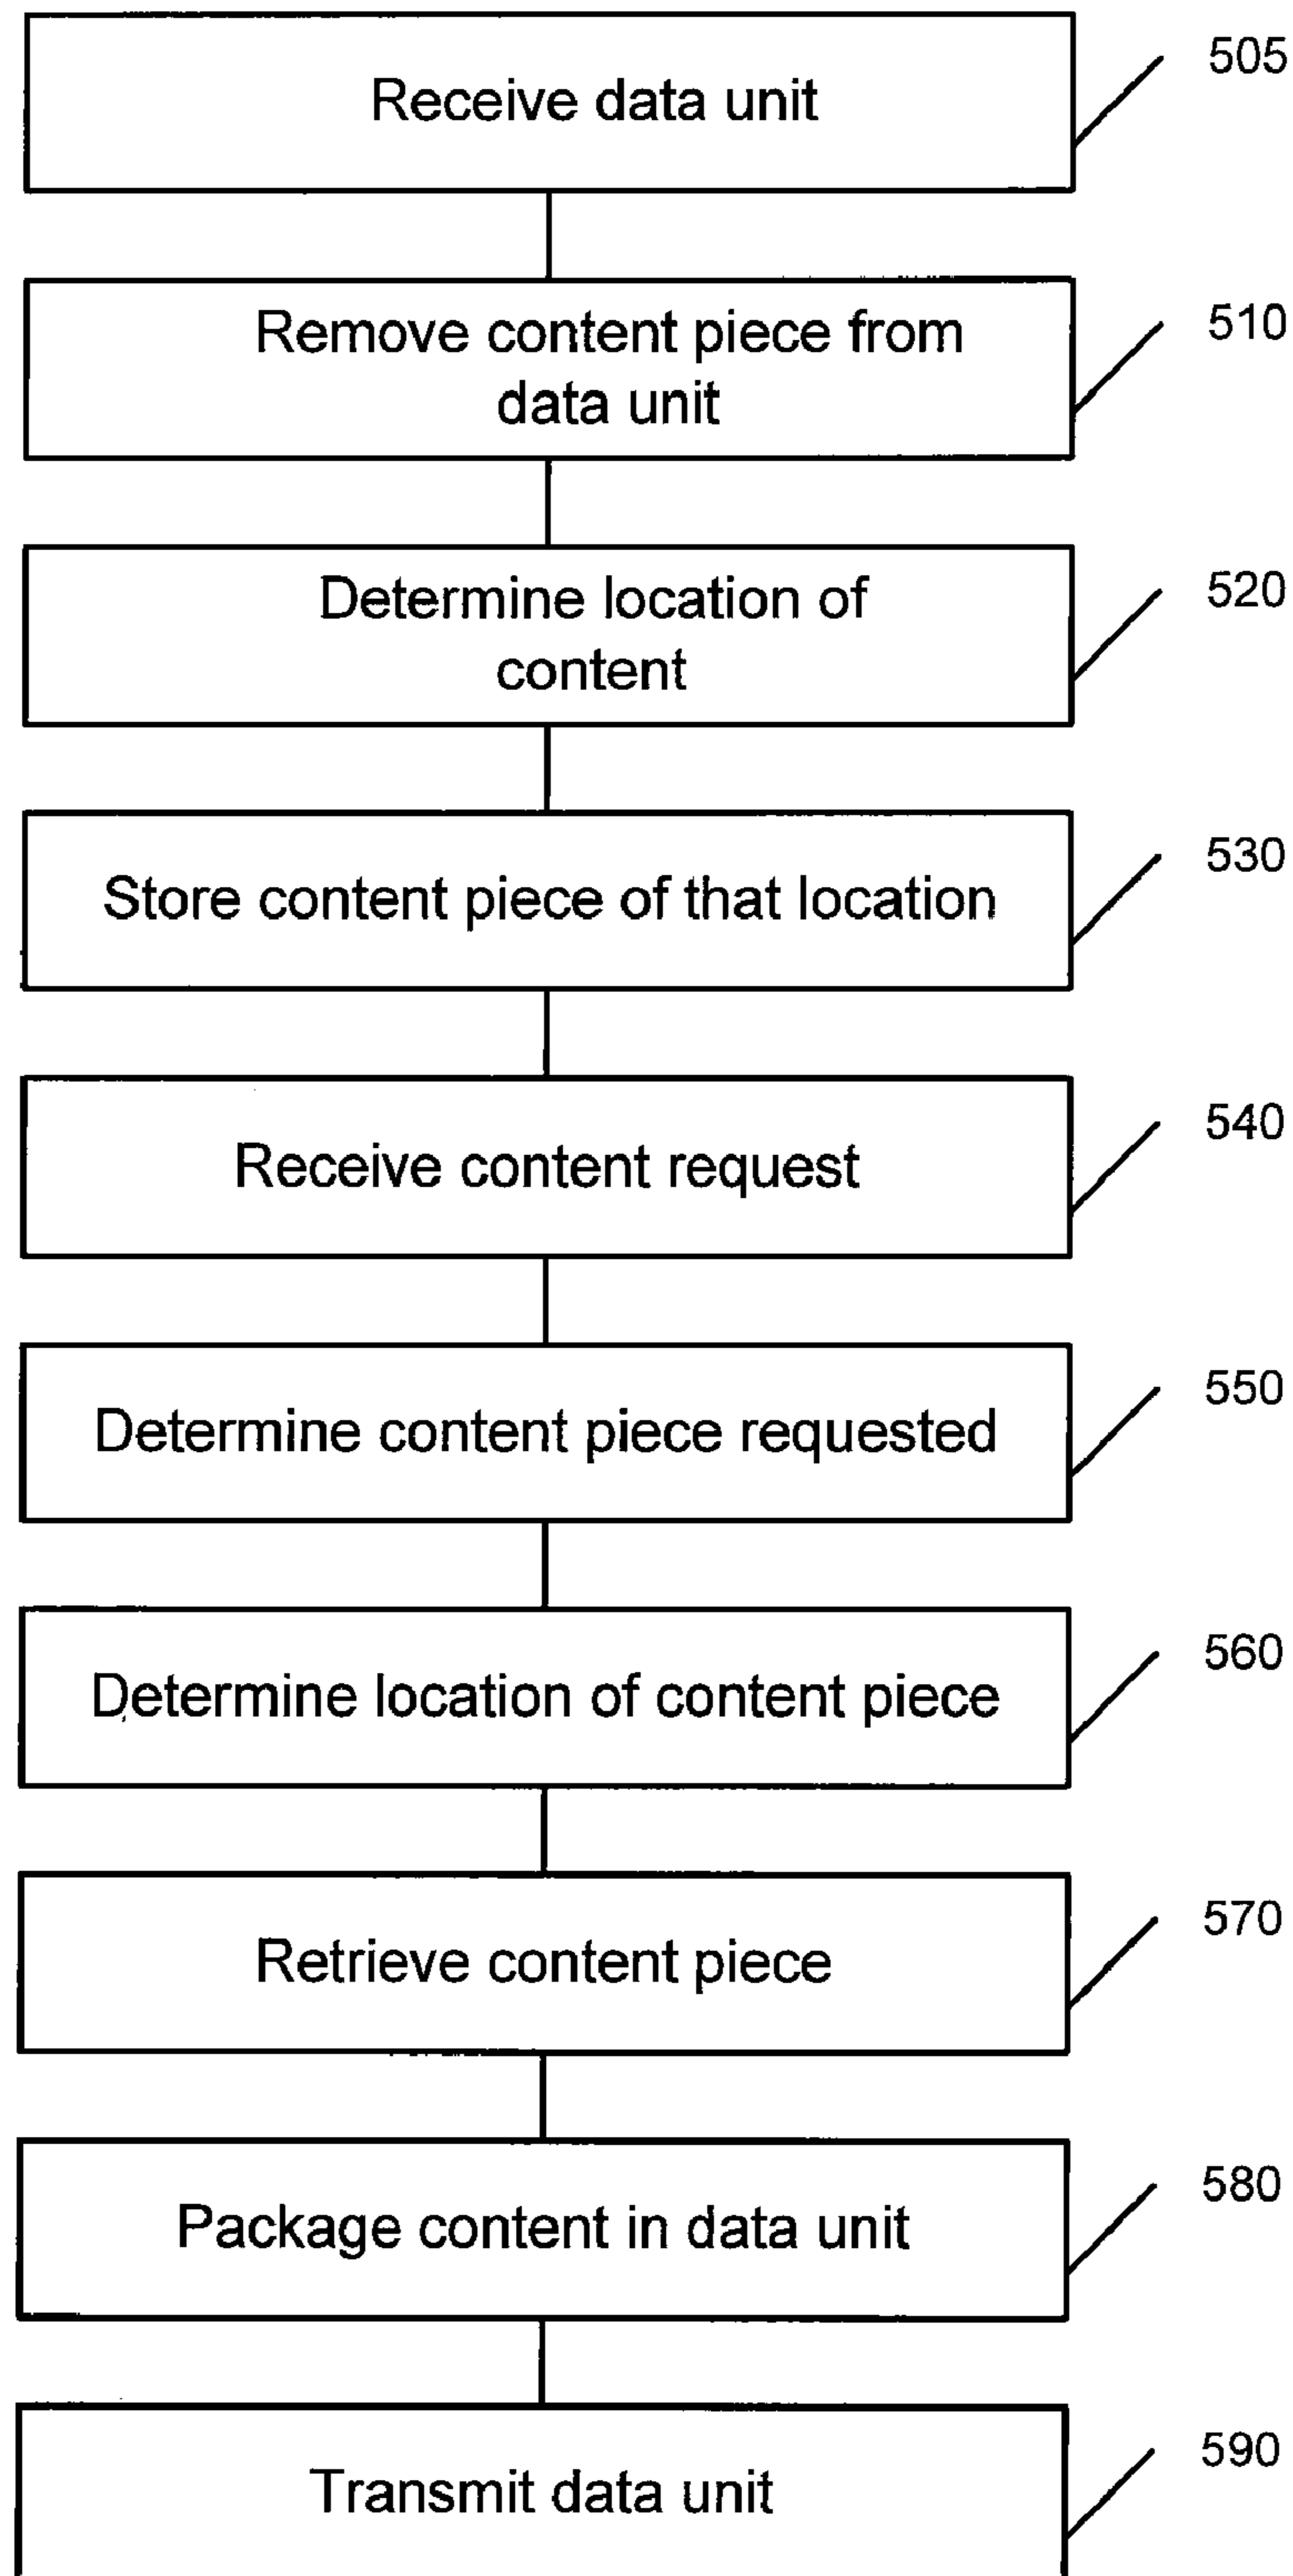 Receive data unit
505
Remove content piece from
data unit
510
Determine location of
content
520
Store content piece of that location
530
Receive content request
540
Determine content piece requested
550
Determine location of content piece
560
Retrieve content piece
570
Package content in data unit
580
Transmit data unit
590